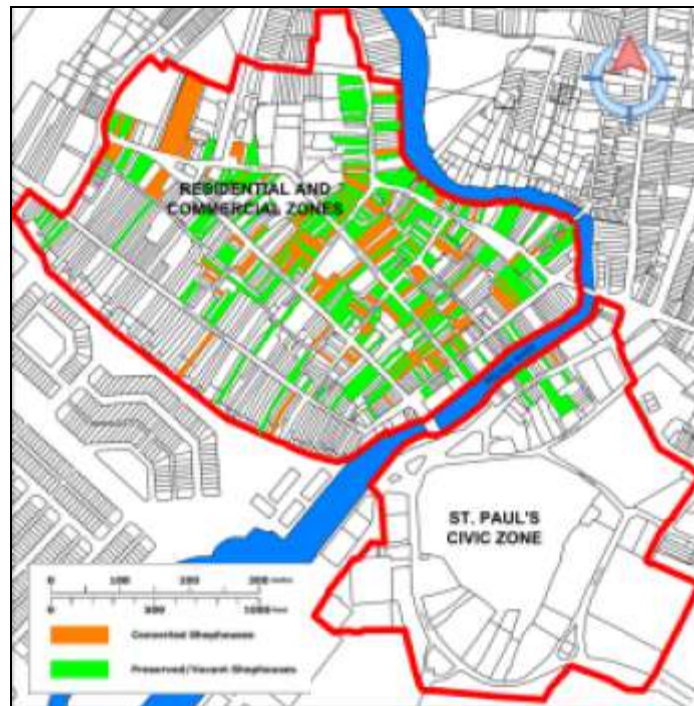 RESIDENTIAL AND
COMMERCIAL ZONES
ST. PAUL'S
CIVIC ZONE
0 100 200
0 500 1000
Converted Shophouses
Preserved/Vacant Shophouses